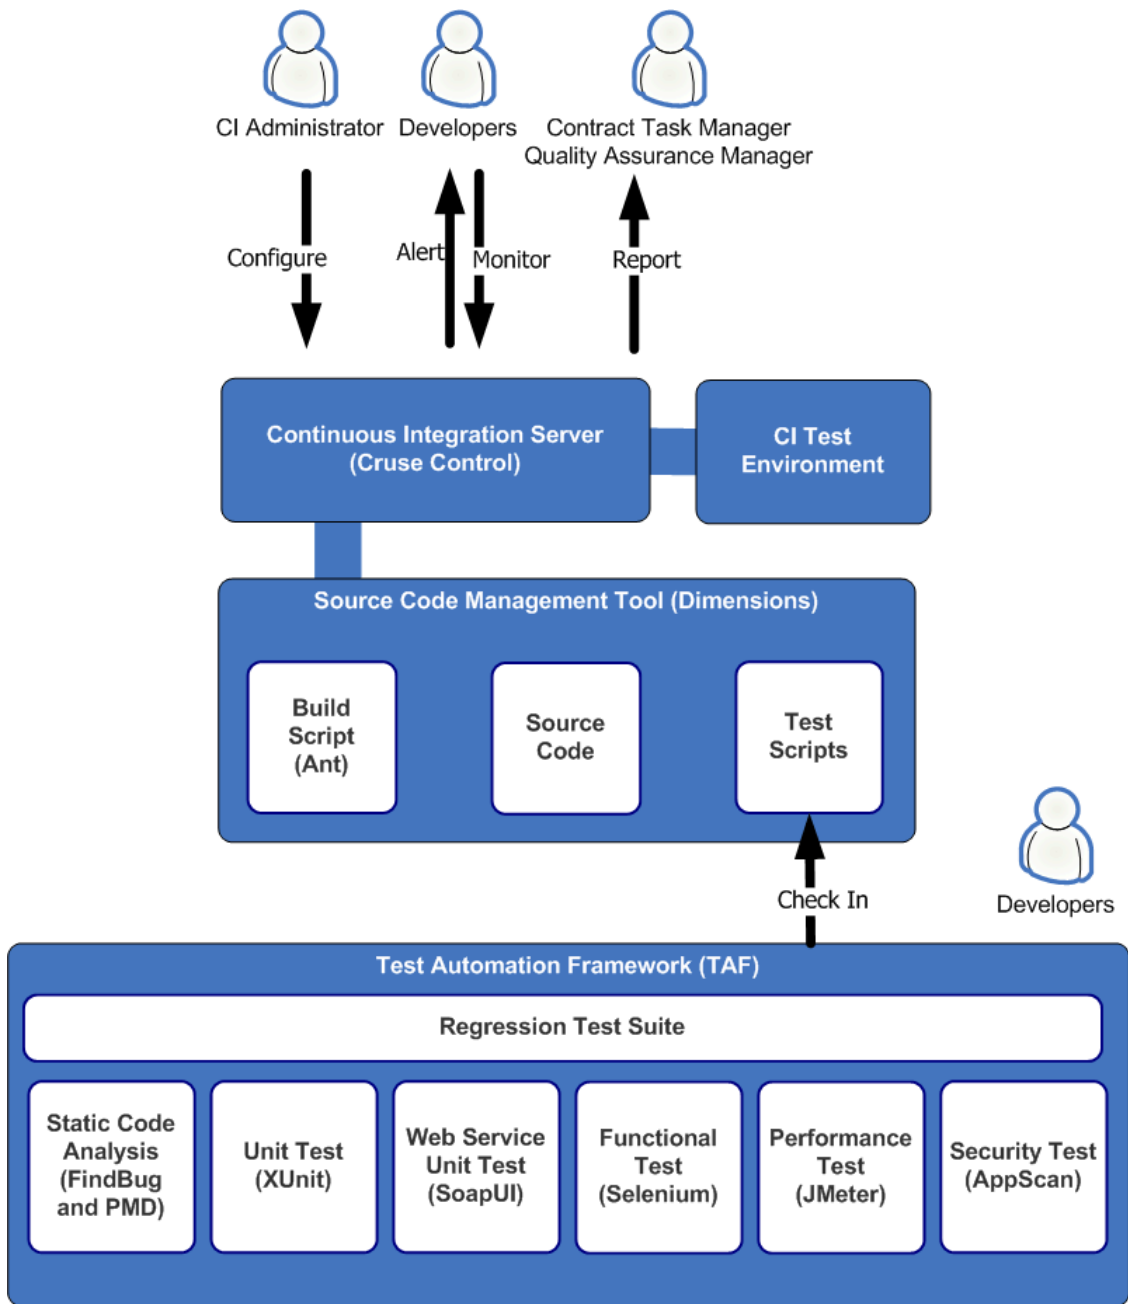 CI Administrator
Developers
Contract Task Manager
Quality Assurance Manager
Configure
Alert
Monitor
Report
Continuous Integration Server
(Cruse Control)
CI Test
Environment
Source Code Management Tool (Dimensions)
Build
Script
(Ant)
Source
Code
Test
Scripts
Check In
Developers
Test Automation Framework (TAF)
Regression Test Suite
Static Code
Analysis
(FindBug
and PMD)
Unit Test
(XUnit)
Web Service
Unit Test
(SoapUI)
Functional
Test
(Selenium)
Performance
Test
(JMeter)
Security Test
(AppScan)